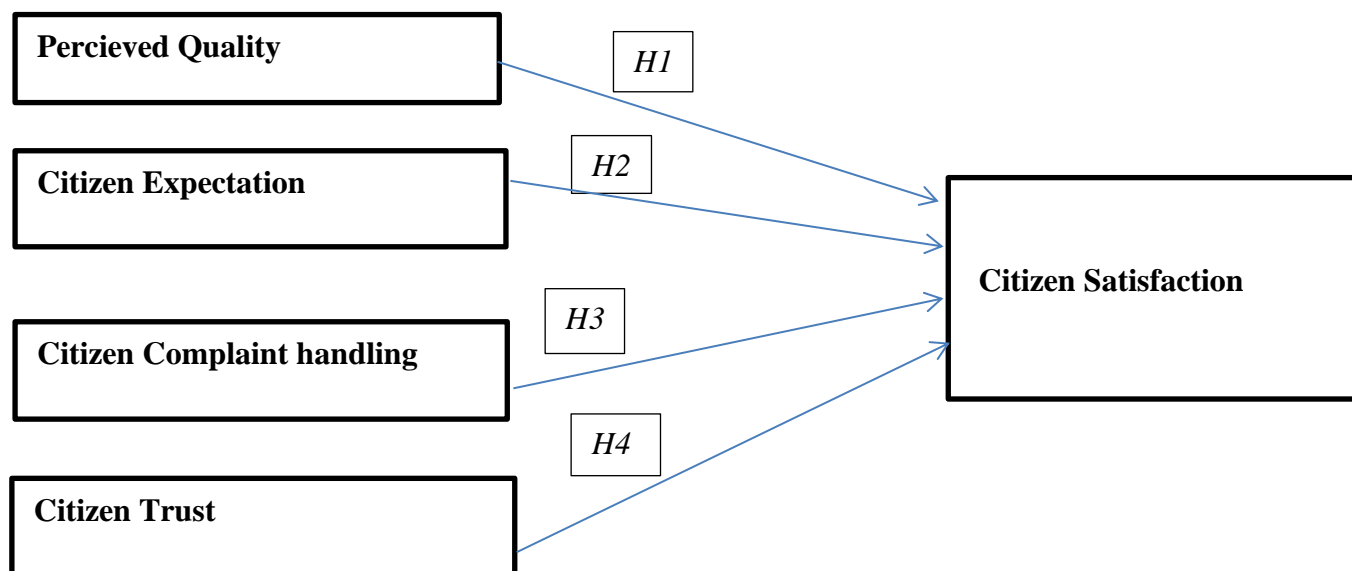 Percieved Quality
H1
Citizen Expectation
H2
Citizen Satisfaction
Citizen Complaint handling
H3
Citizen Trust
H4